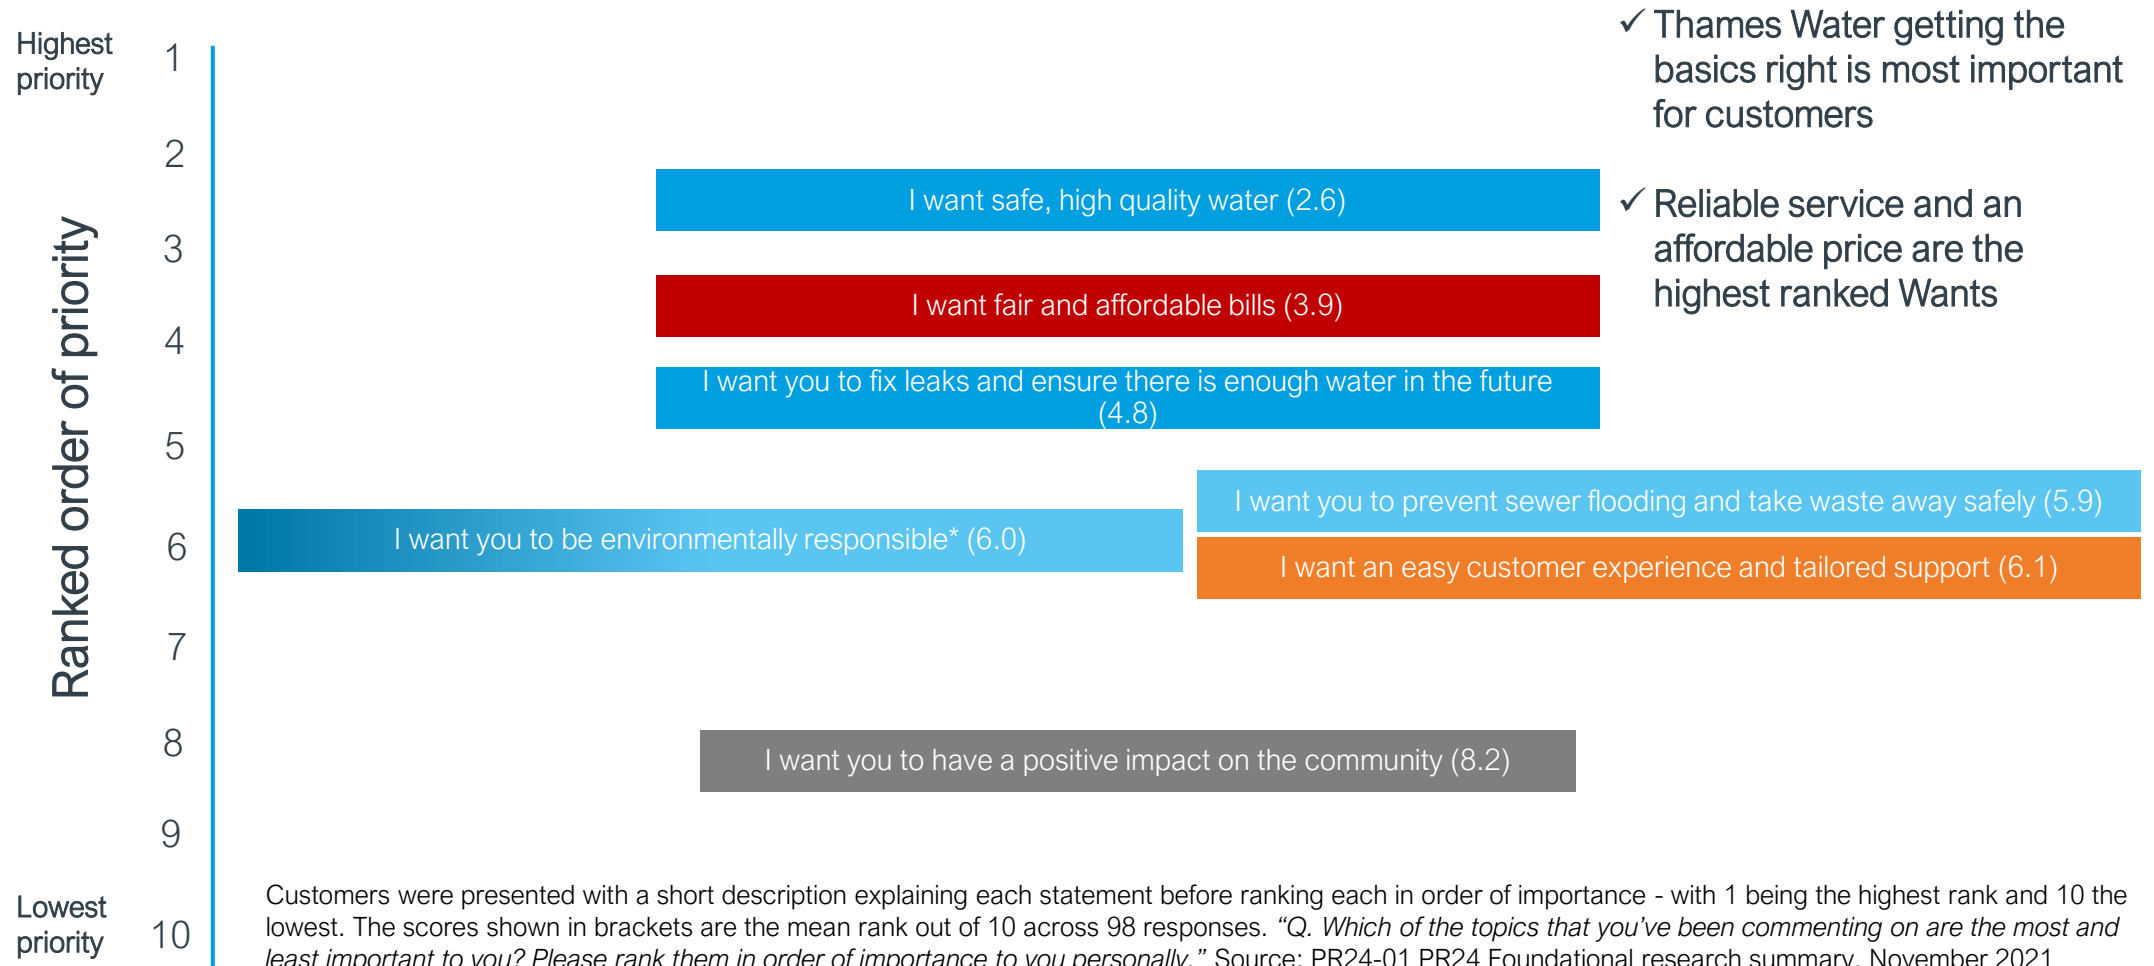 Highest
priority
Ranked order of priority
1
2
3
4
5
6
7
8
9
10
Lowest
priority
✓ Thames Water getting the
basics right is most important
for customers
✓ Reliable service and an
affordable price are the
highest ranked Wants
I want safe, high quality water (2.6)
I want fair and affordable bills (3.9)
I want you to fix leaks and ensure there is enough water in the future
(4.8)
I want you to prevent sewer flooding and take waste away safely (5.9)
I want you to be environmentally responsible* (6.0)
I want an easy customer experience and tailored support (6.1)
I want you to have a positive impact on the community (8.2)
Customers were presented with a short description explaining each statement before ranking each in order of importance - with 1 being the highest rank and 10 the
lowest. The scores shown in brackets are the mean rank out of 10 across 98 responses. “Q. Which of the topics that you’ve been commenting on are the most and
least important to you? Please rank them in order of importance to you personally.” Source: PR24-01 PR24 Foundational research summary, November 2021